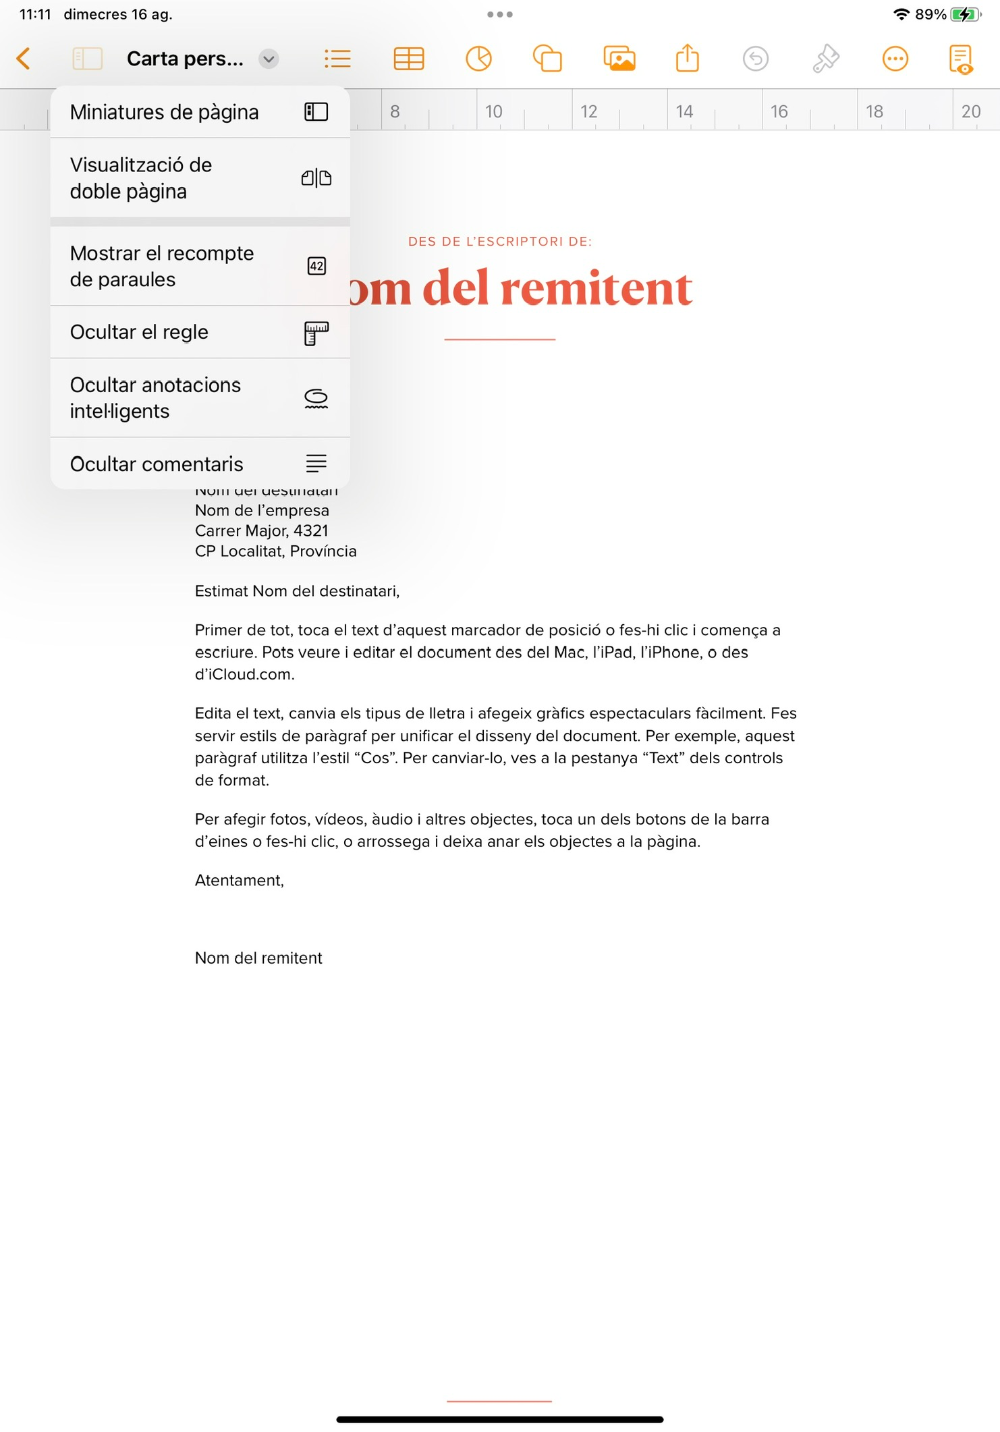 11:11 dimecres 16 ag.
89%
Carta pers...
8 10 12 14 16 18 20
Miniatures de pàgina
Visualització de
doble pàgina
Mostrar el recompte
de paraules
42
Ocultar el regle
Ocultar anotacions
intel·ligents
Ocultar comentaris
DES DE L'ESCRIPTORI DE:
om del remitent
Nom del destinatari
Nom de l'empresa
Carrer Major, 4321
CP Localitat, Província
Estimat Nom del destinatari,
Primer de tot, toca el text d'aquest marcador de posició o fes-hi clic i comença a
escriure. Pots veure i editar el document des del Mac, l'iPad, l'iPhone, o des
d'iCloud.com.
Edita el text, canvia els tipus de lletra i afegeix gràfics espectaculars fàcilment. Fes
servir estils de paràgraf per unificar el disseny del document. Per exemple, aquest
paràgraf utilitza l'estil “Cos”. Per canviar-lo, ves a la pestanya “Text” dels controls
de format.
Per afegir fotos, vídeos, àudio i altres objectes, toca un dels botons de la barra
d'eines o fes-hi clic, o arrossega i deixa anar els objectes a la pàgina.
Atentament,
Nom del remitent